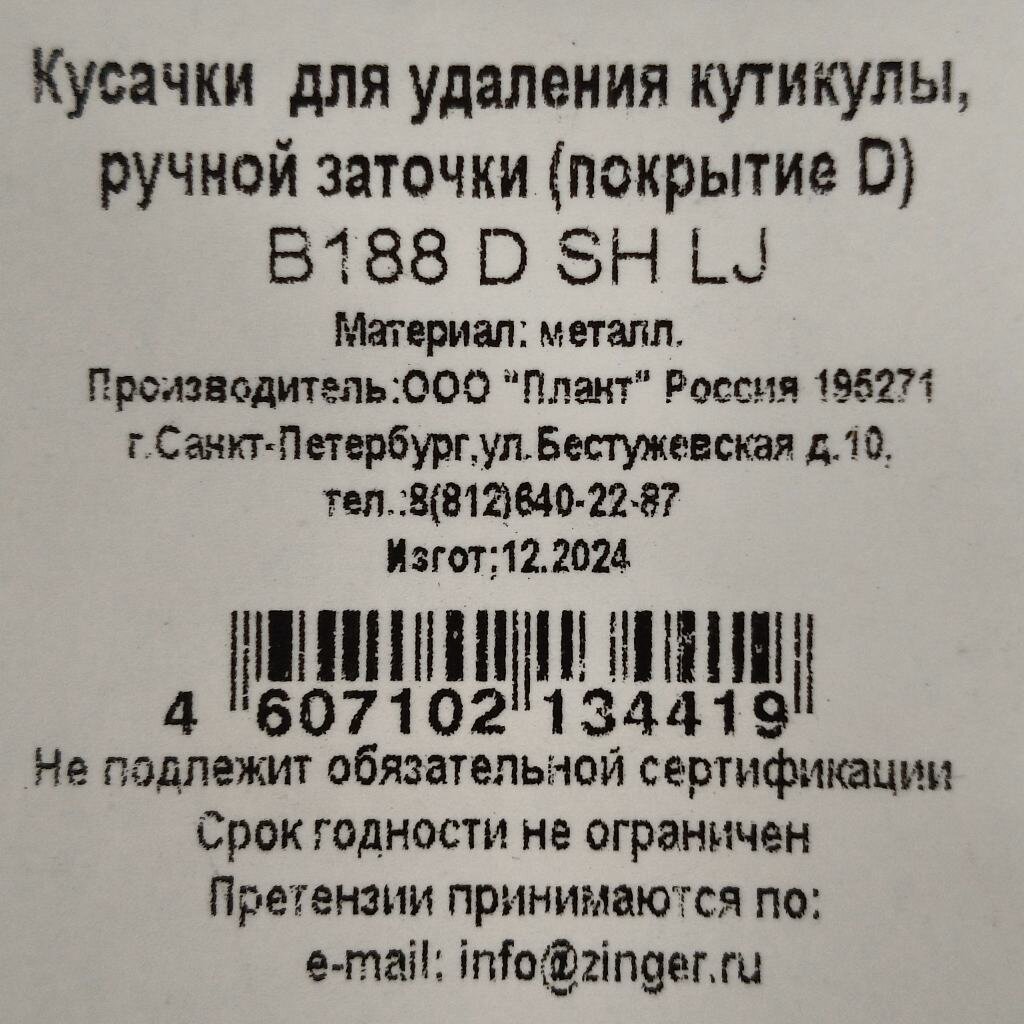 Кусачки для удаления кутикулы,
ручной заточки (покрытие D)
B188 D SH LJ
Материал: металл.
Производитель:ООО "Плант" Россия 195271
г.Санкт-Петербург,ул.Бестужевская д.10,
тел.:8(812)640-22-87
Изгот;12.2024
4 607102 134419
Не подлежит обязательной сертификации
Срок годности не ограничен
Претензии принимаются по:
e-mail: info@zinger.ru